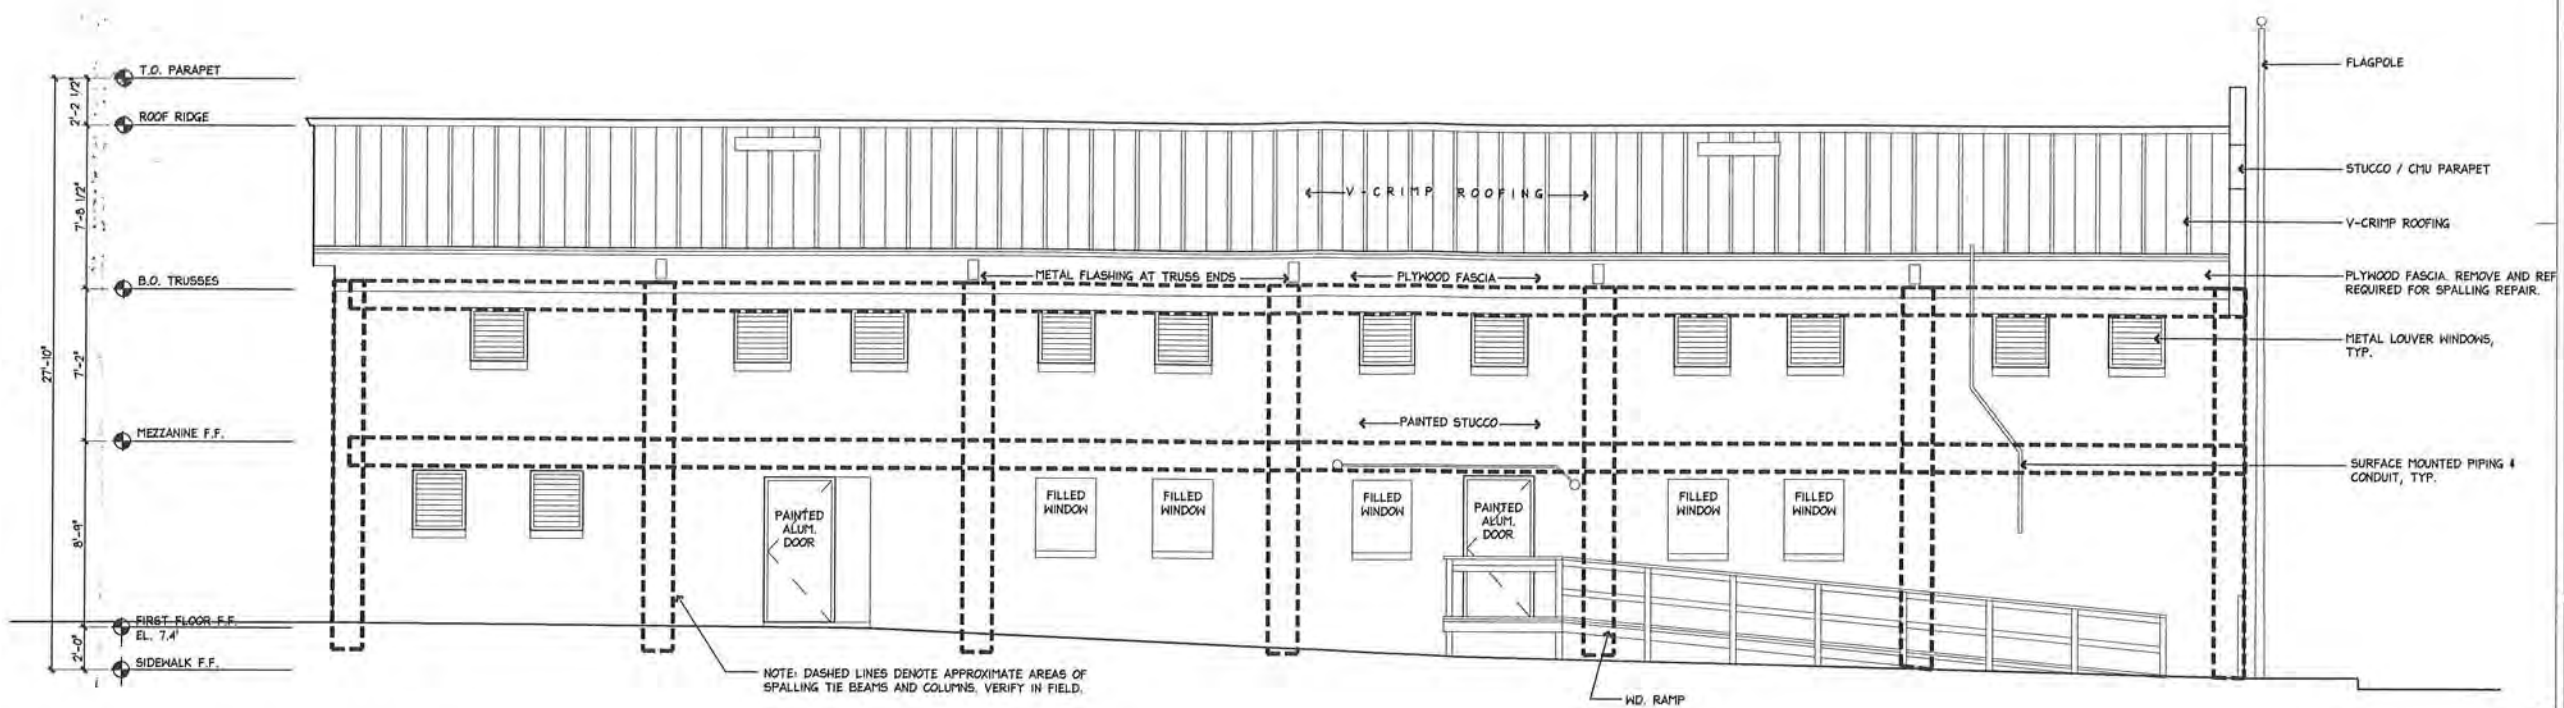 T.O. PARAPET
ROOF RIDGE
B.O. TRUSSES
MEZZANINE F.F.
FIRST FLOOR F.F.
EL. 7.4'
SIDEWALK F.F.
27'-10"
2'-2 1/2"
7'-8 1/2"
7'-2"
8'-9"
2'-0"
V-CRIMP ROOFING
METAL FLASHING AT TRUSS ENDS
PLYWOOD FASCIA
PAINTED STUCCO
PAINTED
ALUM.
DOOR
FILLED
WINDOW
FILLED
WINDOW
FILLED
WINDOW
PAINTED
ALUM.
DOOR
FILLED
WINDOW
FILLED
WINDOW
NOTE: DASHED LINES DENOTE APPROXIMATE AREAS OF
SPALLING TIE BEAMS AND COLUMNS. VERIFY IN FIELD.
WD. RAMP
FLAGPOLE
STUCCO / CMU PARAPET
V-CRIMP ROOFING
PLYWOOD FASCIA. REMOVE AND REF
REQUIRED FOR SPALLING REPAIR.
METAL LOUVER WINDOWS,
TYP.
SURFACE MOUNTED PIPING &
CONDUIT, TYP.